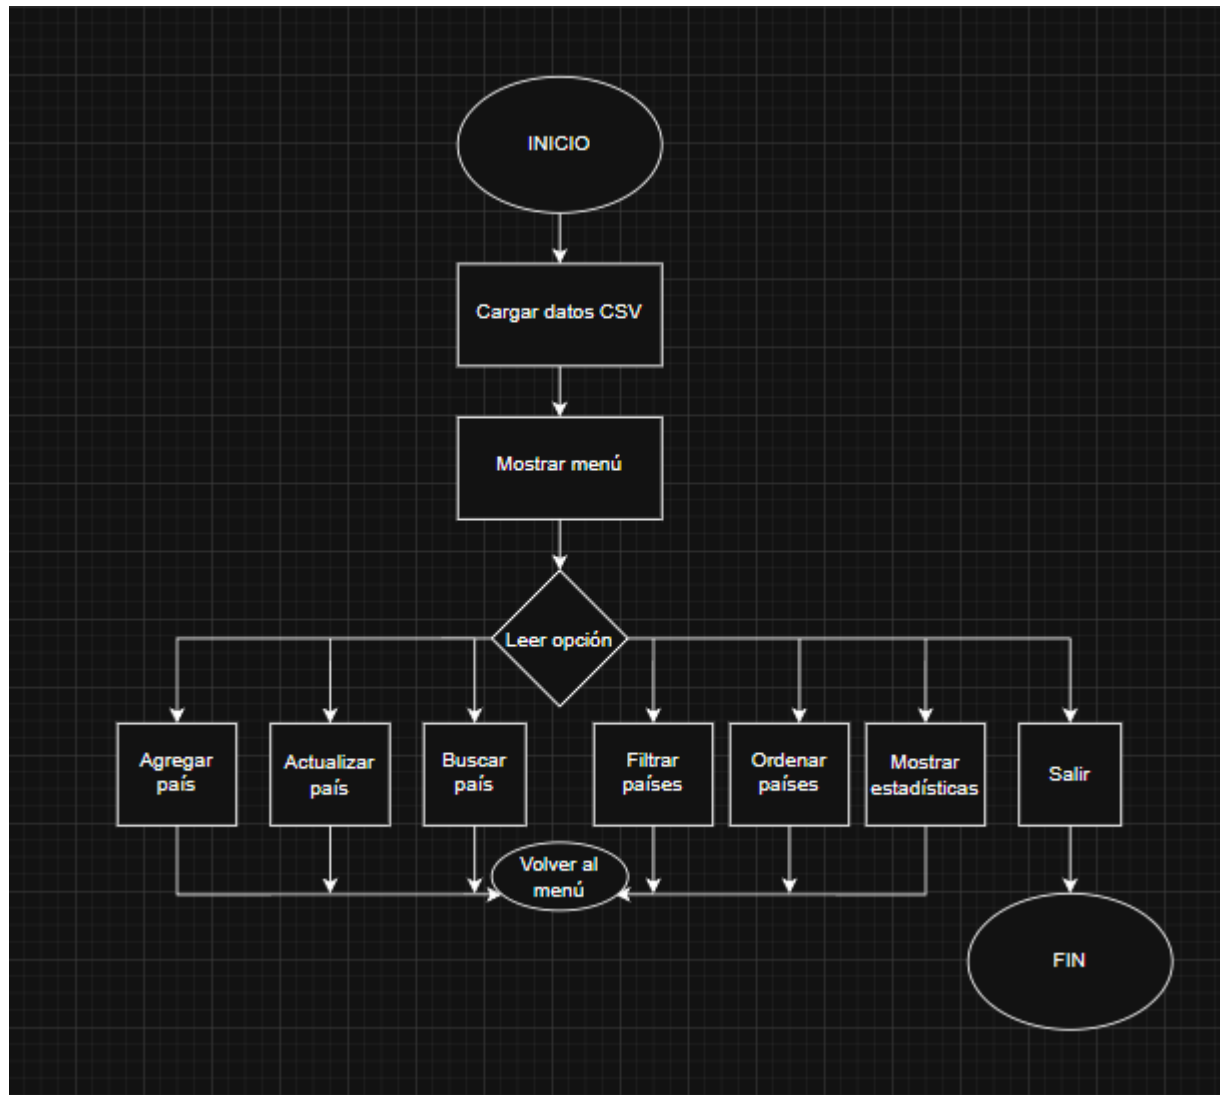 INICIO
Cargar datos CSV
Mostrar menú
Leer opción
Agregar
país
Actualizar
país
Buscar
país
Filtrar
países
Ordenar
países
Mostrar
estadísticas
Salir
Volver al
menú
FIN